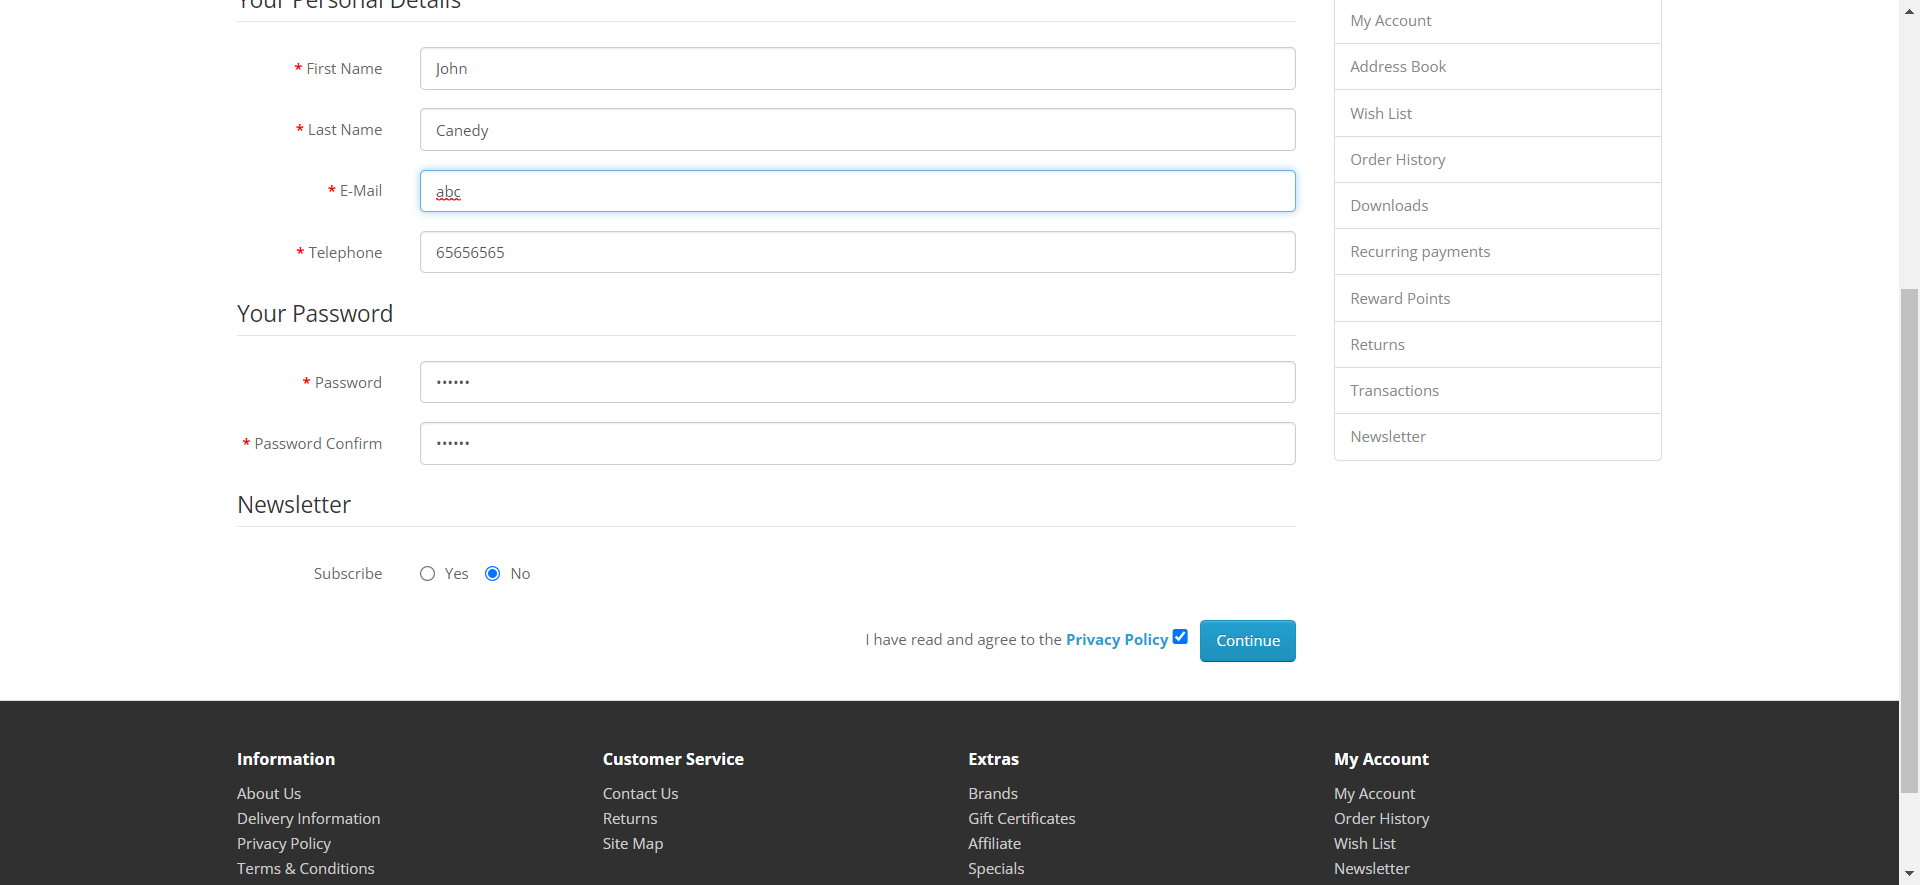 Your Personal Details
* First Name
John
* Last Name
Canedy
* E-Mail
abc
* Telephone
65656565
Your Password
* Password
••••••
* Password Confirm
••••••
Newsletter
Subscribe
Yes
No
I have read and agree to the Privacy Policy
Continue
My Account
Address Book
Wish List
Order History
Downloads
Recurring payments
Reward Points
Returns
Transactions
Newsletter
Information
About Us
Delivery Information
Privacy Policy
Terms & Conditions
Customer Service
Contact Us
Returns
Site Map
Extras
Brands
Gift Certificates
Affiliate
Specials
My Account
My Account
Order History
Wish List
Newsletter